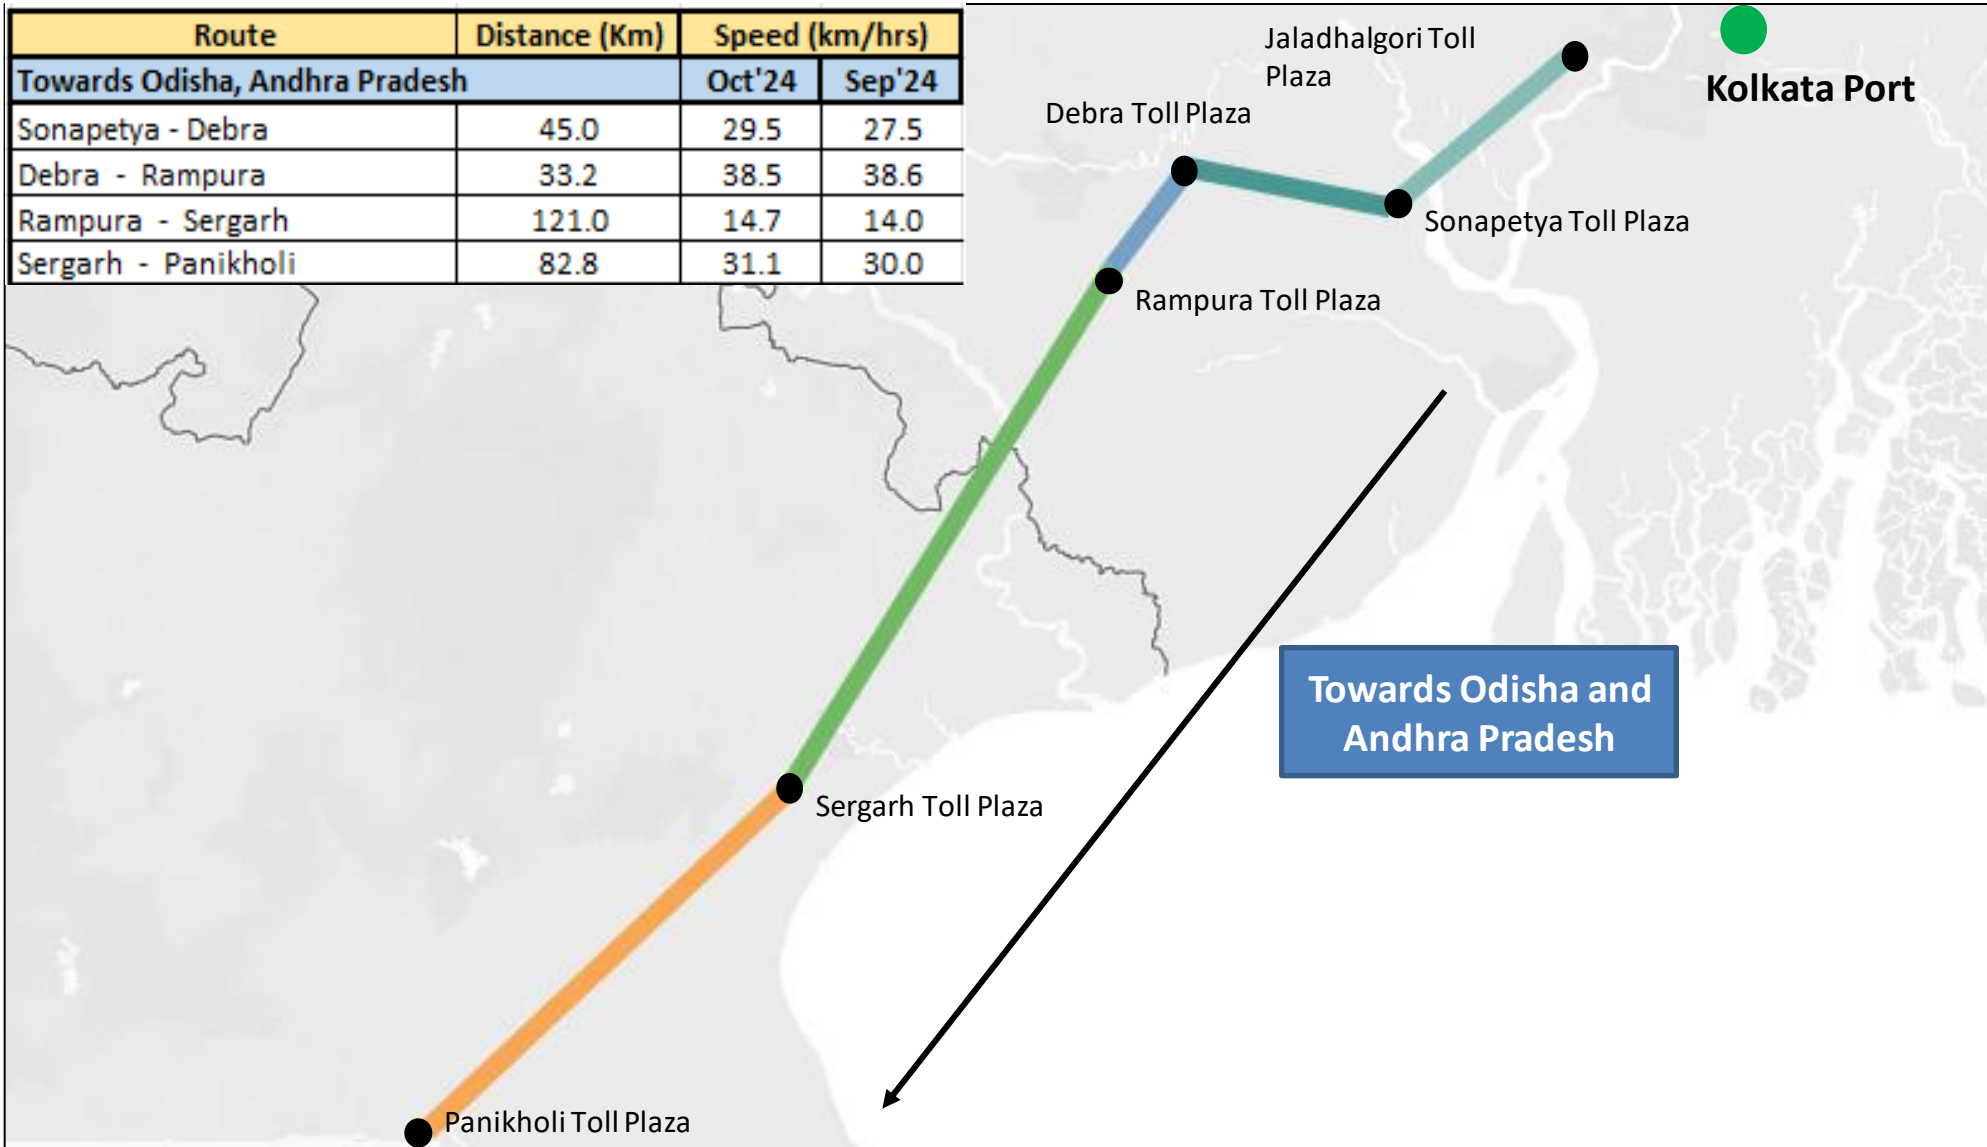 Route Distance (Km) Speed (km/hrs)
Towards Odisha, Andhra Pradesh Oct'24 Sep'24
Sonapetya - Debra 45.0 29.5 27.5
Debra - Rampura 33.2 38.5 38.6
Rampura - Sergarh 121.0 14.7 14.0
Sergarh - Panikholi 82.8 31.1 30.0
Jaladhalgori Toll
Plaza
Kolkata Port
Debra Toll Plaza
Sonapetya Toll Plaza
Rampura Toll Plaza
Towards Odisha and
Andhra Pradesh
Sergarh Toll Plaza
Panikholi Toll Plaza